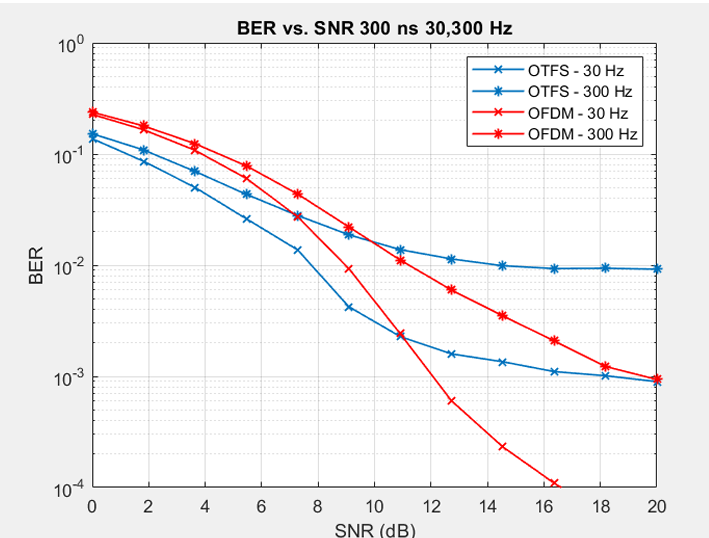 BER vs. SNR 300 ns 30,300 Hz
OTFS - 30 Hz
OTFS - 300 Hz
OFDM - 30 Hz
OFDM - 300 Hz
BER
10^0
10^-1
10^-2
10^-3
10^-4
0 2 4 6 8 10 12 14 16 18 20
SNR (dB)